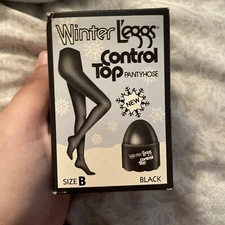 Winter L'eggs®
Control
Top PANTYHOSE
NEW
Winter L'eggs
Control
Top
SIZE B
BLACK